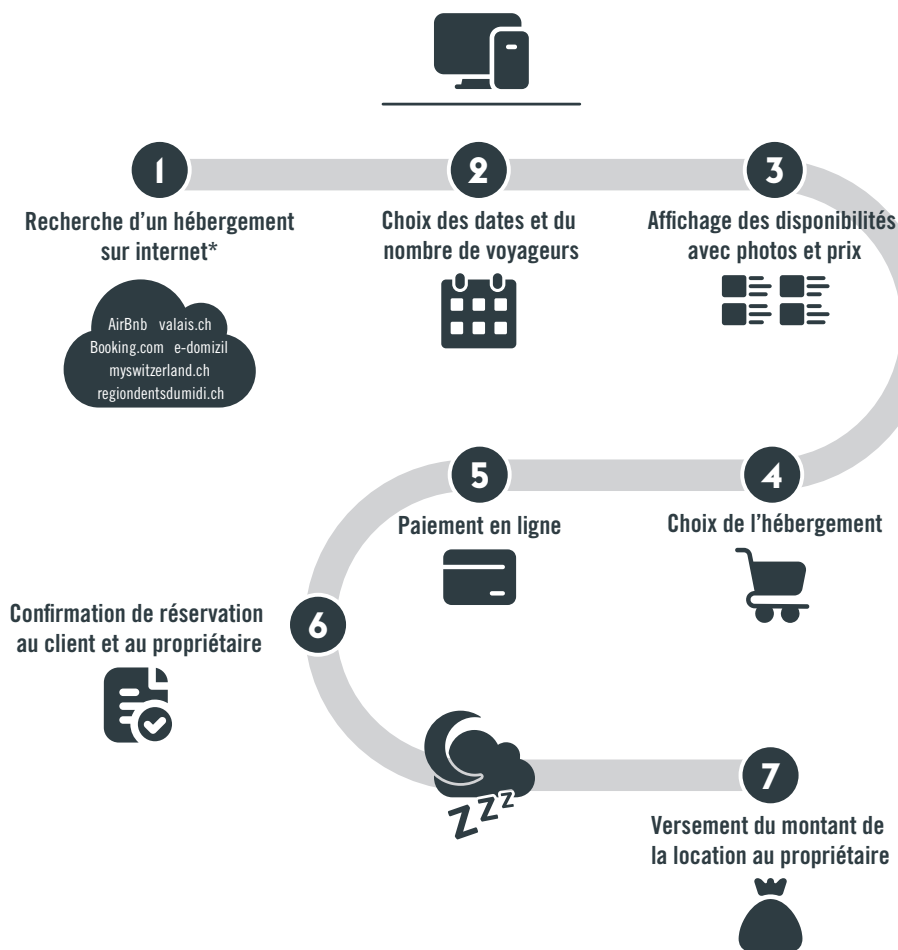 1
Recherche d’un hébergement
sur internet*
AirBnb valais.ch
Booking.com e-domizil
myswitzerland.ch
regiondentsdumidi.ch
2
Choix des dates et du
nombre de voyageurs
3
Affichage des disponibilités
avec photos et prix
4
Choix de l’hébergement
5
Paiement en ligne
6
Confirmation de réservation
au client et au propriétaire
Z Z Z
7
Versement du montant de
la location au propriétaire